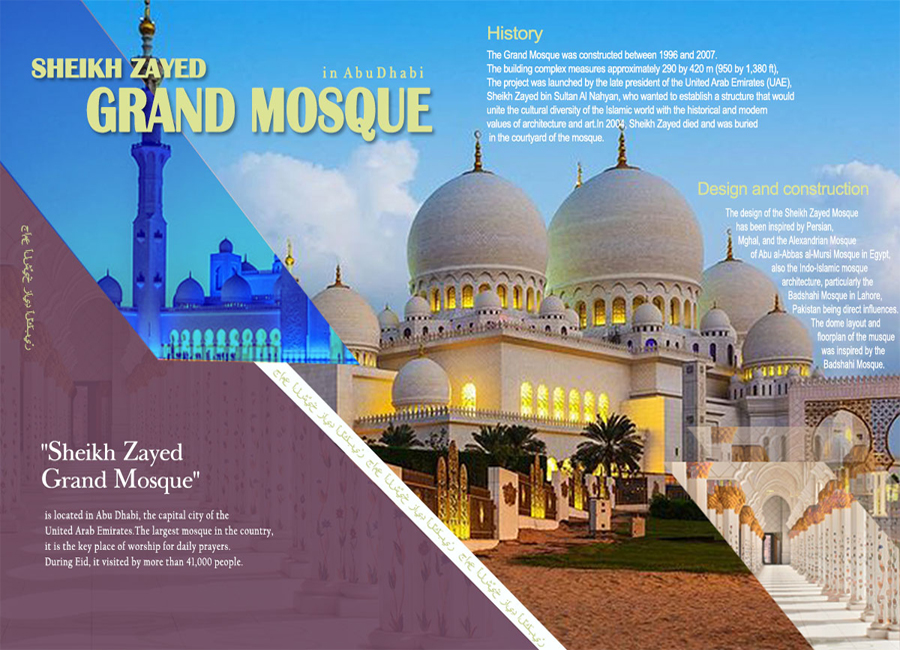 SHEIKH ZAYED
in AbuDhabi
GRAND MOSQUE
History
The Grand Mosque was constructed between 1996 and 2007.
The building complex measures approximately 290 by 420 m (950 by 1,380 ft),
The project was launched by the late president of the United Arab Emirates (UAE),
Sheikh Zayed bin Sultan Al Nahyan, who wanted to establish a structure that would
unite the cultural diversity of the Islamic world with the historical and modern
values of architecture and art.In 2004, Sheikh Zayed died and was buried
in the courtyard of the mosque.
Design and construction
The design of the Sheikh Zayed Mosque
has been inspired by Persian,
Mghal, and the Alexandrian Mosque
of Abu al-Abbas al-Mursi Mosque in Egypt,
also the Indo-Islamic mosque
architecture, particularly the
Badshahi Mosque in Lahore,
Pakistan being direct influences.
The dome layout and
floorplan of the musque
was inspired by the
Badshahi Mosque.
"Sheikh Zayed
Grand Mosque"
is located in Abu Dhabi, the capital city of the
United Arab Emirates.The largest mosque in the country,
it is the key place of worship for daily prayers.
During Eid, it visited by more than 41,000 people.